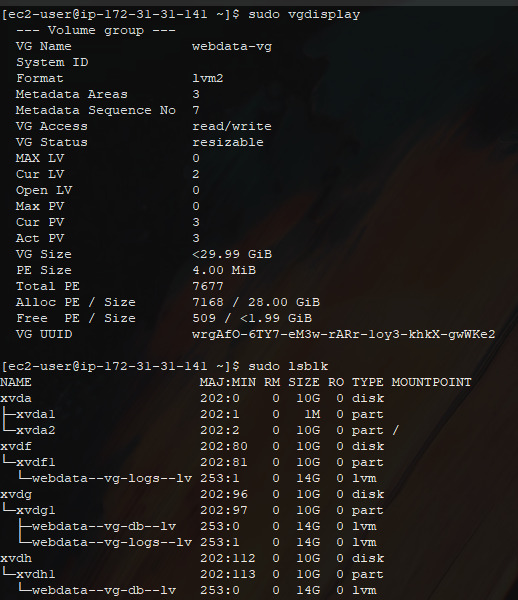 [ec2-user@ip-172-31-31-141 ~]$ sudo vgdisplay
  --- Volume group ---
  VG Name               webdata-vg
  System ID
  Format                lvm2
  Metadata Areas        3
  Metadata Sequence No  7
  VG Access             read/write
  VG Status             resizable
  MAX LV                0
  Cur LV                2
  Open LV               0
  Max PV                0
  Cur PV                3
  Act PV                3
  VG Size               <29.99 GiB
  PE Size               4.00 MiB
  Total PE              7677
  Alloc PE / Size       7168 / 28.00 GiB
  Free  PE / Size       509 / <1.99 GiB
  VG UUID               wrgAfO-6TY7-eM3w-rARr-1oy3-khkX-gwWKe2

[ec2-user@ip-172-31-31-141 ~]$ sudo lsblk
NAME                     MAJ:MIN RM SIZE RO TYPE MOUNTPOINT
xvda                     202:0    0  10G  0 disk
├─xvda1                  202:1    0   1M  0 part
└─xvda2                  202:2    0  10G  0 part /
xvdf                     202:80   0  10G  0 disk
└─xvdf1                  202:81   0  10G  0 part
  └─webdata--vg-logs--lv 253:1    0  14G  0 lvm
xvdg                     202:96   0  10G  0 disk
└─xvdg1                  202:97   0  10G  0 part
  ├─webdata--vg-db--lv   253:0    0  14G  0 lvm
  └─webdata--vg-logs--lv 253:1    0  14G  0 lvm
xvdh                     202:112  0  10G  0 disk
└─xvdh1                  202:113  0  10G  0 part
  └─webdata--vg-db--lv   253:0    0  14G  0 lvm